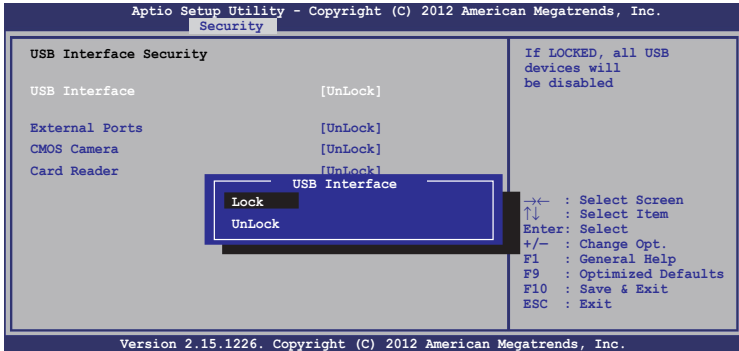 Aptio Setup Utility - Copyright (C) 2012 American Megatrends, Inc.
Security
USB Interface Security
USB Interface [UnLock]
External Ports [UnLock]
CMOS Camera [UnLock]
Card Reader [UnLock]
USB Interface
Lock
UnLock
If LOCKED, all USB
devices will
be disabled
→← : Select Screen
↑↓ : Select Item
Enter: Select
+/— : Change Opt.
F1 : General Help
F9 : Optimized Defaults
F10 : Save & Exit
ESC : Exit
Version 2.15.1226. Copyright (C) 2012 American Megatrends, Inc.